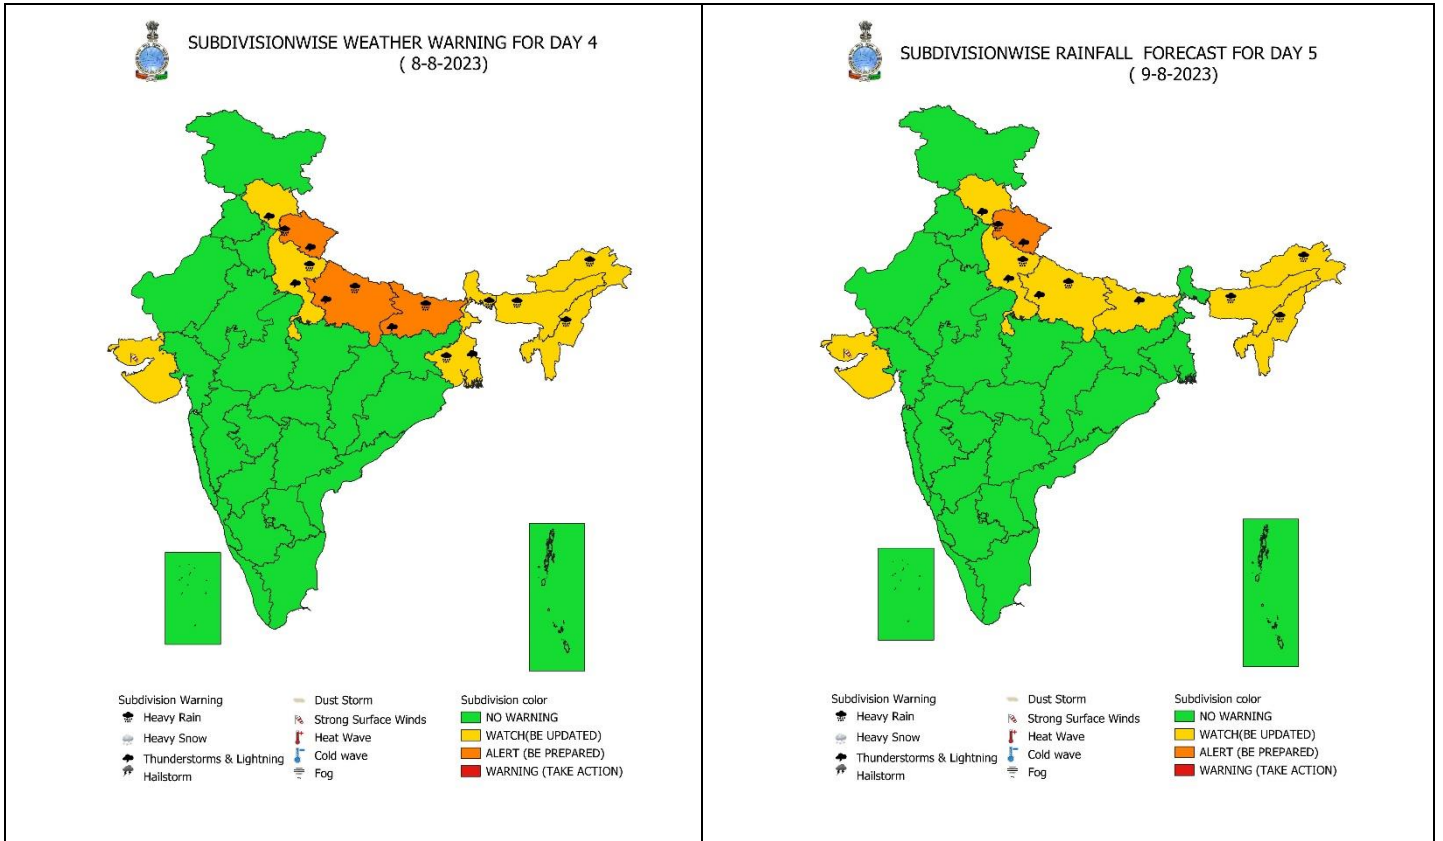 SUBDIVISIONWISE WEATHER WARNING FOR DAY 4
( 8-8-2023)
Subdivision Warning
Heavy Rain
Heavy Snow
Thunderstorms & Lightning
Hailstorm
Dust Storm
Strong Surface Winds
Heat Wave
Cold wave
Fog
Subdivision color
NO WARNING
WATCH(BE UPDATED)
ALERT (BE PREPARED)
WARNING (TAKE ACTION)
SUBDIVISIONWISE RAINFALL FORECAST FOR DAY 5
( 9-8-2023)
Subdivision Warning
Heavy Rain
Heavy Snow
Thunderstorms & Lightning
Hailstorm
Dust Storm
Strong Surface Winds
Heat Wave
Cold wave
Fog
Subdivision color
NO WARNING
WATCH(BE UPDATED)
ALERT (BE PREPARED)
WARNING (TAKE ACTION)